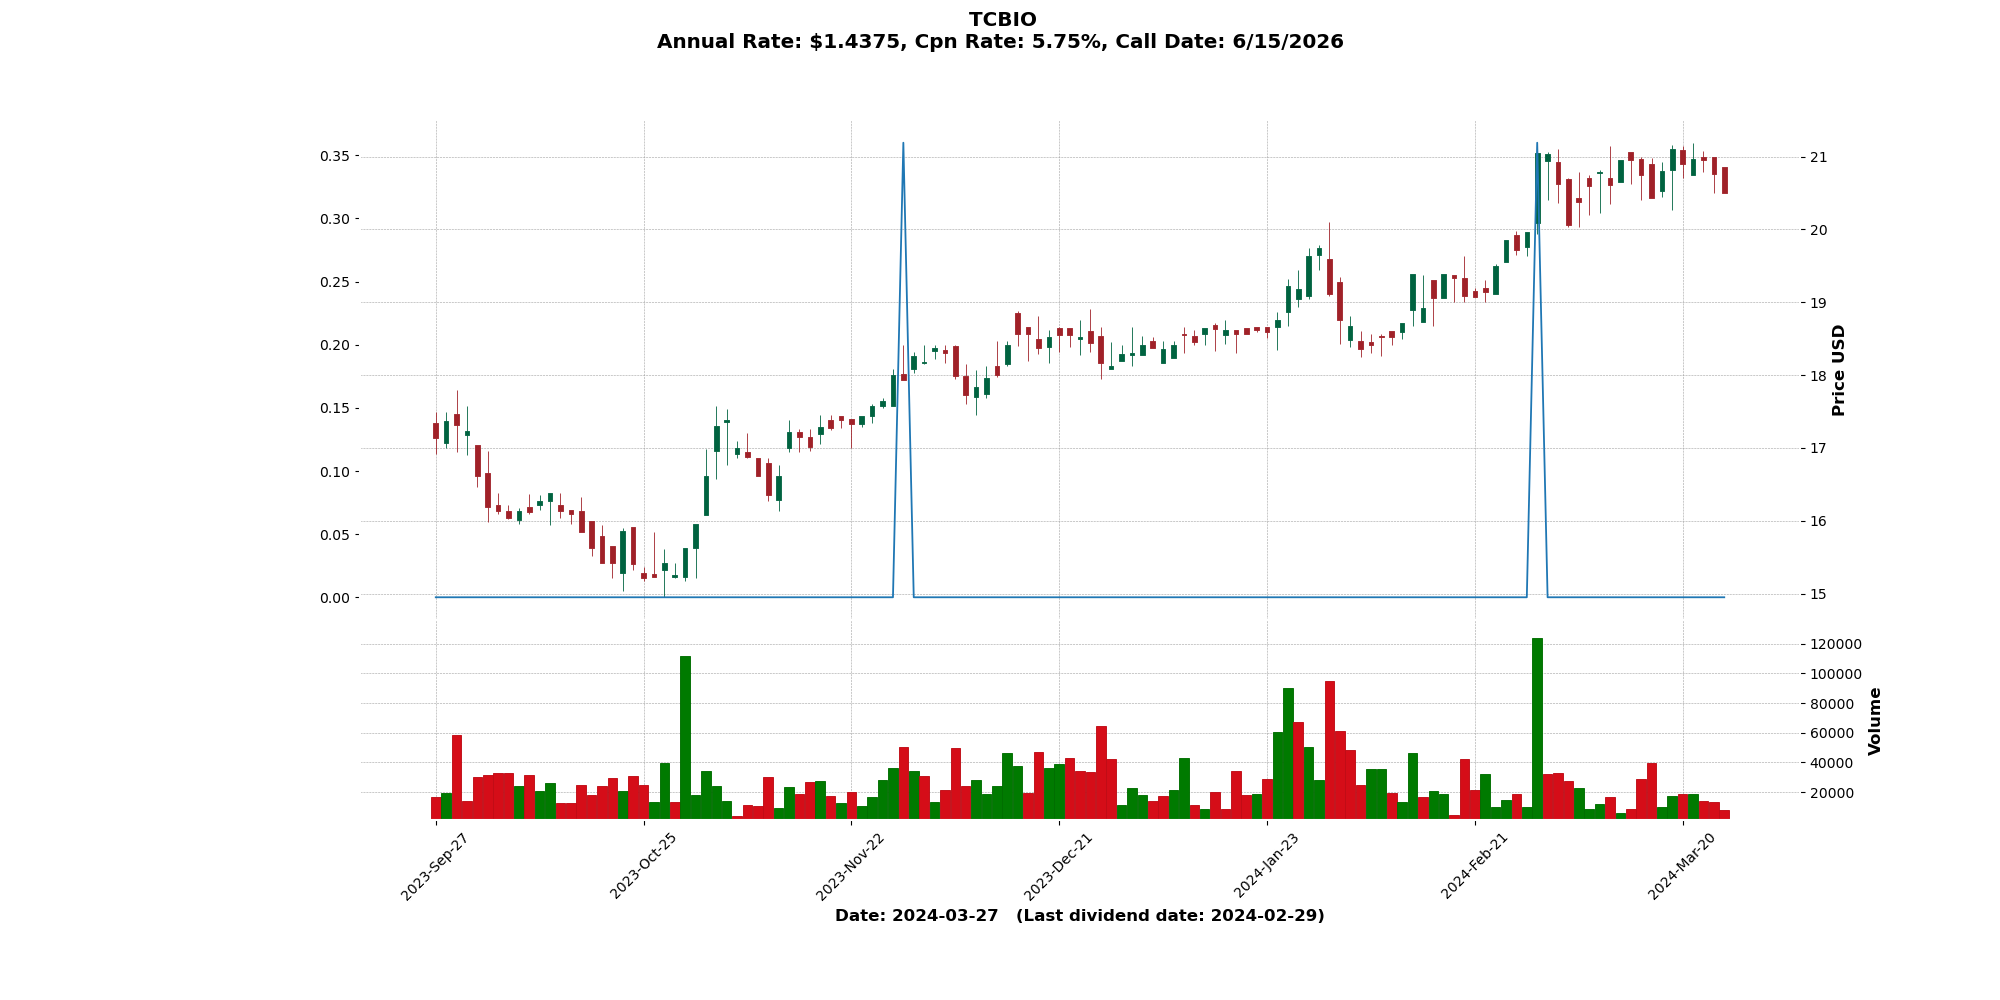 TCBIO
Annual Rate: $1.4375, Cpn Rate: 5.75%, Call Date: 6/15/2026
0.35
0.30
0.25
0.20
0.15
0.10
0.05
0.00
21
20
19
18
17
16
15
Price USD
120000
100000
80000
60000
40000
20000
Volume
2023-Sep-27
2023-Oct-25
2023-Nov-22
2023-Dec-21
2024-Jan-23
2024-Feb-21
2024-Mar-20
Date: 2024-03-27 (Last dividend date: 2024-02-29)